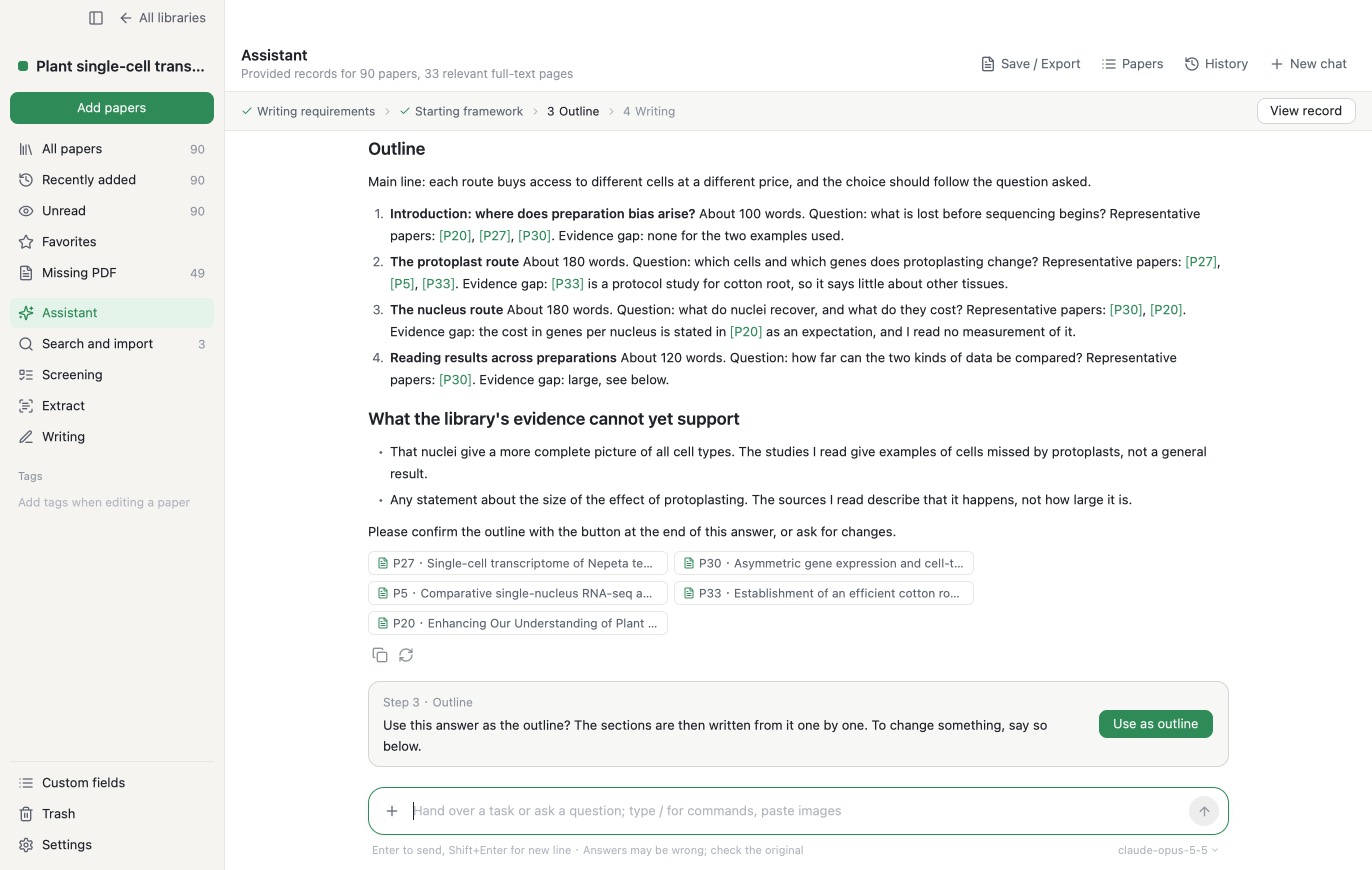 All libraries
Plant single-cell trans...
Add papers
All papers 90
Recently added 90
Unread 90
Favorites
Missing PDF 49
Assistant
Search and import 3
Screening
Extract
Writing
Tags
Add tags when editing a paper
Custom fields
Trash
Settings
Assistant
Provided records for 90 papers, 33 relevant full-text pages
Save / Export
Papers
History
New chat
Writing requirements › Starting framework › 3 Outline › 4 Writing
View record
Outline
Main line: each route buys access to different cells at a different price, and the choice should follow the question asked.
1. Introduction: where does preparation bias arise? About 100 words. Question: what is lost before sequencing begins? Representative
papers: [P20], [P27], [P30]. Evidence gap: none for the two examples used.
2. The protoplast route About 180 words. Question: which cells and which genes does protoplasting change? Representative papers: [P27],
[P5], [P33]. Evidence gap: [P33] is a protocol study for cotton root, so it says little about other tissues.
3. The nucleus route About 180 words. Question: what do nuclei recover, and what do they cost? Representative papers: [P30], [P20].
Evidence gap: the cost in genes per nucleus is stated in [P20] as an expectation, and I read no measurement of it.
4. Reading results across preparations About 120 words. Question: how far can the two kinds of data be compared? Representative
papers: [P30]. Evidence gap: large, see below.
What the library's evidence cannot yet support
• That nuclei give a more complete picture of all cell types. The studies I read give examples of cells missed by protoplasts, not a general
result.
• Any statement about the size of the effect of protoplasting. The sources I read describe that it happens, not how large it is.
Please confirm the outline with the button at the end of this answer, or ask for changes.
P27 · Single-cell transcriptome of Nepeta te...
P30 · Asymmetric gene expression and cell-t...
P5 · Comparative single-nucleus RNA-seq a...
P33 · Establishment of an efficient cotton ro...
P20 · Enhancing Our Understanding of Plant ...
Step 3 · Outline
Use this answer as the outline? The sections are then written from it one by one. To change something, say so
below.
Use as outline
Hand over a task or ask a question; type / for commands, paste images
Enter to send, Shift+Enter for new line · Answers may be wrong; check the original
claude-opus-5-5